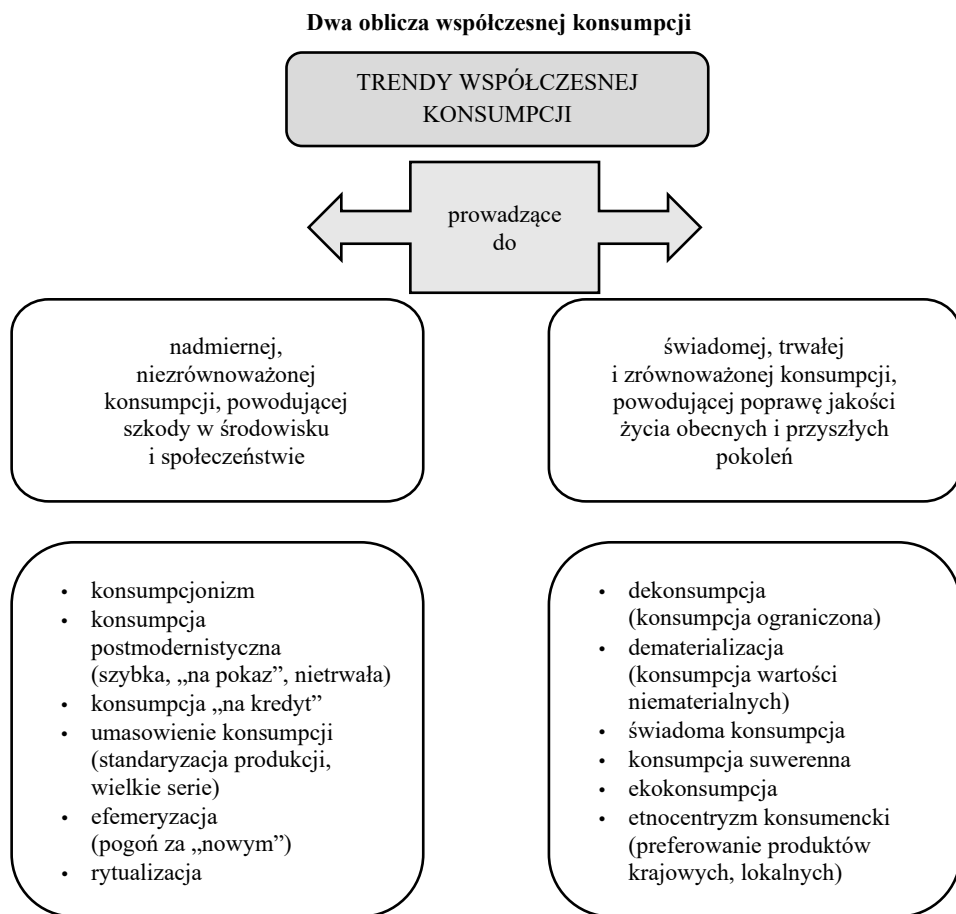 Dwa oblicza współczesnej konsumpcji
TRENDY WSPÓŁCZESNEJ
KONSUMPCJI
prowadzące
do
nadmiernej,
niezrównoważonej
konsumpcji, powodującej
szkody w środowisku
i społeczeństwie
świadomej, trwałej
i zrównoważonej konsumpcji,
powodującej poprawę jakości
życia obecnych i przyszłych
pokoleń
• konsumpcjonizm
• konsumpcja
postmodernistyczna
(szybka, „na pokaz”, nietrwała)
• konsumpcja „na kredyt”
• umasowienie konsumpcji
(standaryzacja produkcji,
wielkie serie)
• efemeryzacja
(pogoń za „nowym”)
• rytualizacja
• dekonsumpcja
(konsumpcja ograniczona)
• dematerializacja
(konsumpcja wartości
niematerialnych)
• świadoma konsumpcja
• konsumpcja suwerenna
• ekokonsumpcja
• etnocentryzm konsumencki
(preferowanie produktów
krajowych, lokalnych)